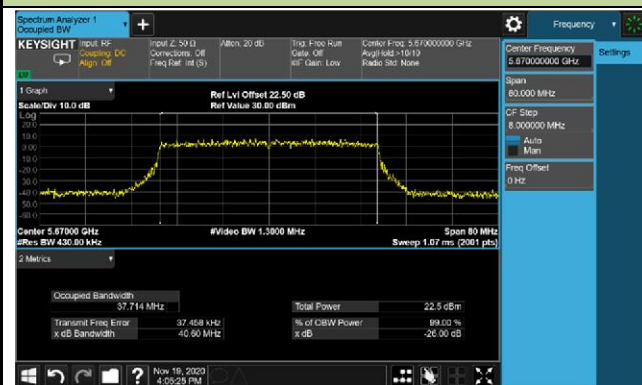 Spectrum Analyzer 1
Occupied BW
Frequency
KEYSIGHT
Input: RF
Coupling: DC
Align: Off
Input Z: 50 Ω
Corrections: Off
Freq Ref: Int (S)
Atten: 20 dB
Trig: Free Run
Gate: Off
#IF Gain: Low
Center Freq: 5.670000000 GHz
Avg|Hold:>10/10
Radio Std: None
Center Frequency
5.670000000 GHz
Settings
Span
80.000 MHz
CF Step
8.000000 MHz
Auto
Man
Freq Offset
0 Hz
1 Graph
Scale/Div 10.0 dB
Ref Lvl Offset 22.50 dB
Ref Value 30.00 dBm
Log
20.0
10.0
0.00
-10.0
-20.0
-30.0
-40.0
-50.0
-60.0
Center 5.67000 GHz
#Res BW 430.00 kHz
#Video BW 1.3000 MHz
Span 80 MHz
Sweep 1.07 ms (2001 pts)
2 Metrics
Occupied Bandwidth
37.714 MHz
Total Power
22.5 dBm
Transmit Freq Error
37.458 kHz
% of OBW Power
99.00 %
x dB Bandwidth
40.60 MHz
x dB
-26.00 dB
Nov 19, 2020
4:05:25 PM